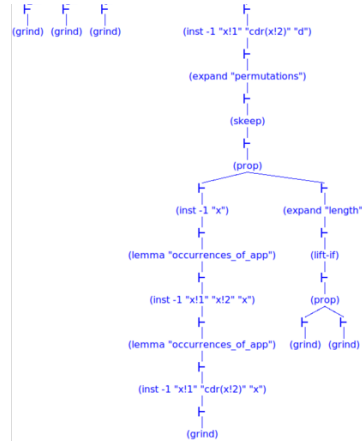 (grind) (grind) (grind) (inst -1 "x!1" "cdr(x!2)" "d")
(expand "permutations")
(skeep)
(prop)
(inst -1 "x") (expand "length"
(lemma "occurrences_of_app") (lift-if)
(inst -1 "x!1" "x!2" "x") (prop)
(lemma "occurrences_of_app") (grind) (grind)
(inst -1 "x!1" "cdr(x!2)" "x")
(grind)